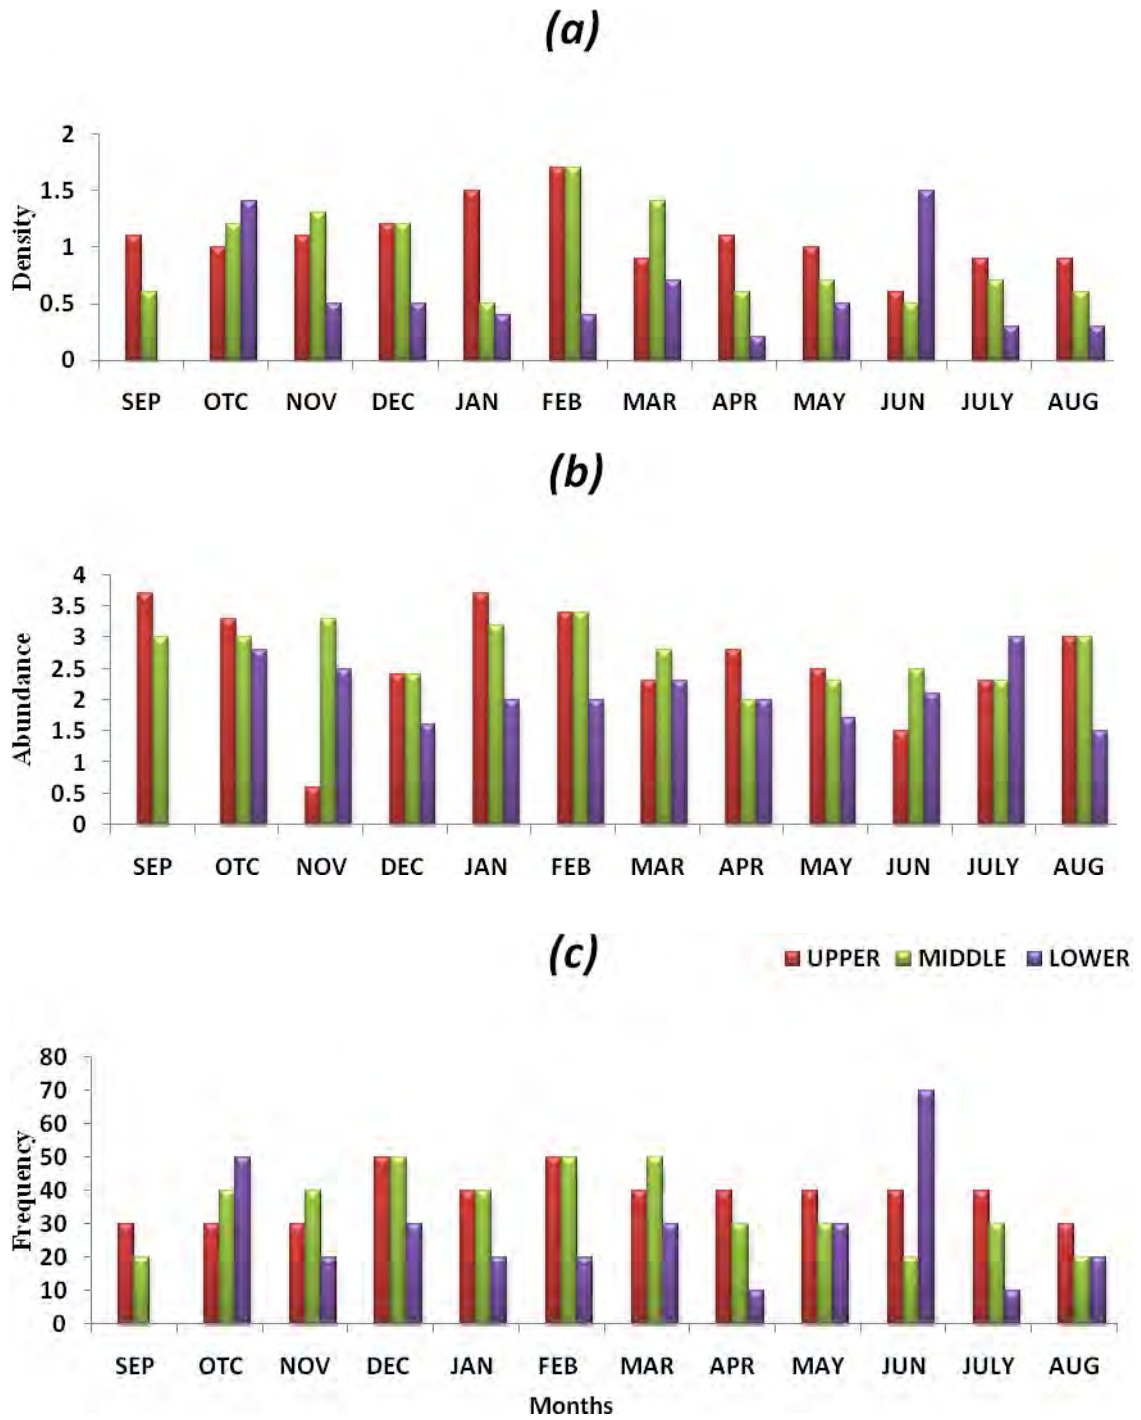 (a)
2
1.5
1
0.5
0
Density
SEP OTC NOV DEC JAN FEB MAR APR MAY JUN JULY AUG
(b)
4
3.5
3
2.5
2
1.5
1
0.5
0
Abundance
SEP OTC NOV DEC JAN FEB MAR APR MAY JUN JULY AUG
(c)
UPPER MIDDLE LOWER
80
70
60
50
40
30
20
10
0
Frequency
SEP OTC NOV DEC JAN FEB MAR APR MAY JUN JULY AUG
Months